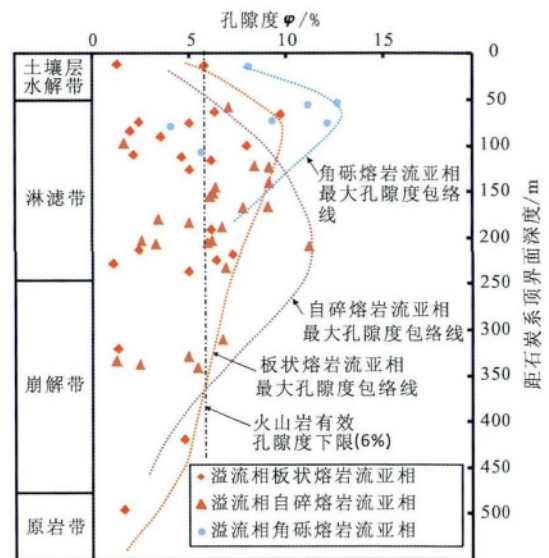 孔隙度φ/%
0 5 10 15
土壤层
水解带
淋滤带
崩解带
原岩带
0
50
100
150
200
250
300
350
400
450
500
距石炭系顶界面深度/m
角砾熔岩流亚相
最大孔隙度包络
线
自碎熔岩流亚相
最大孔隙度包络线
板状熔岩流亚相
最大孔隙度包络线
火山岩有效
孔隙度下限(6%)
溢流相板状熔岩流亚相
溢流相自碎熔岩流亚相
溢流相角砾熔岩流亚相